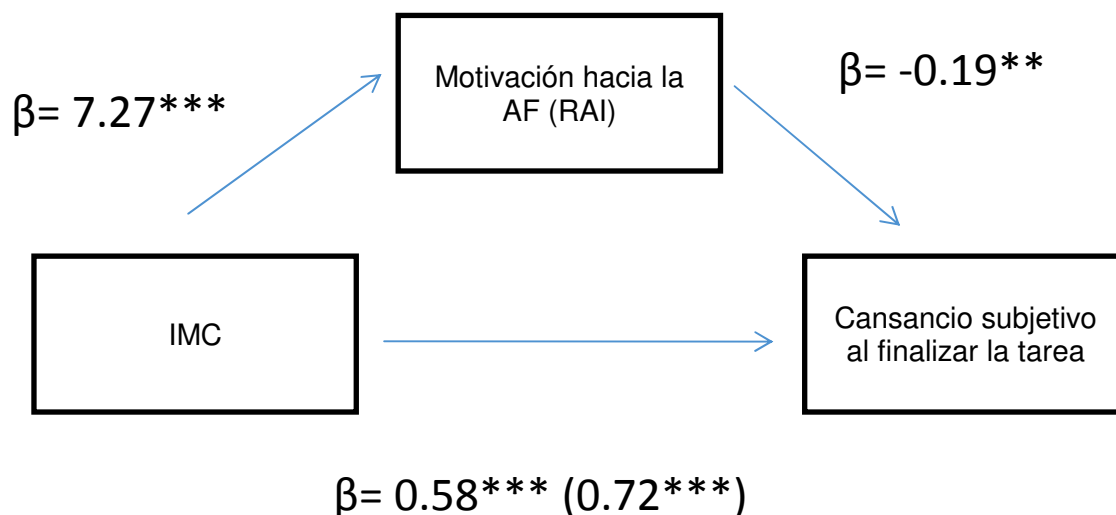 β= 7.27***
Motivación hacia la
AF (RAI)
β= -0.19**
IMC
Cansancio subjetivo
al finalizar la tarea
β= 0.58*** (0.72***)